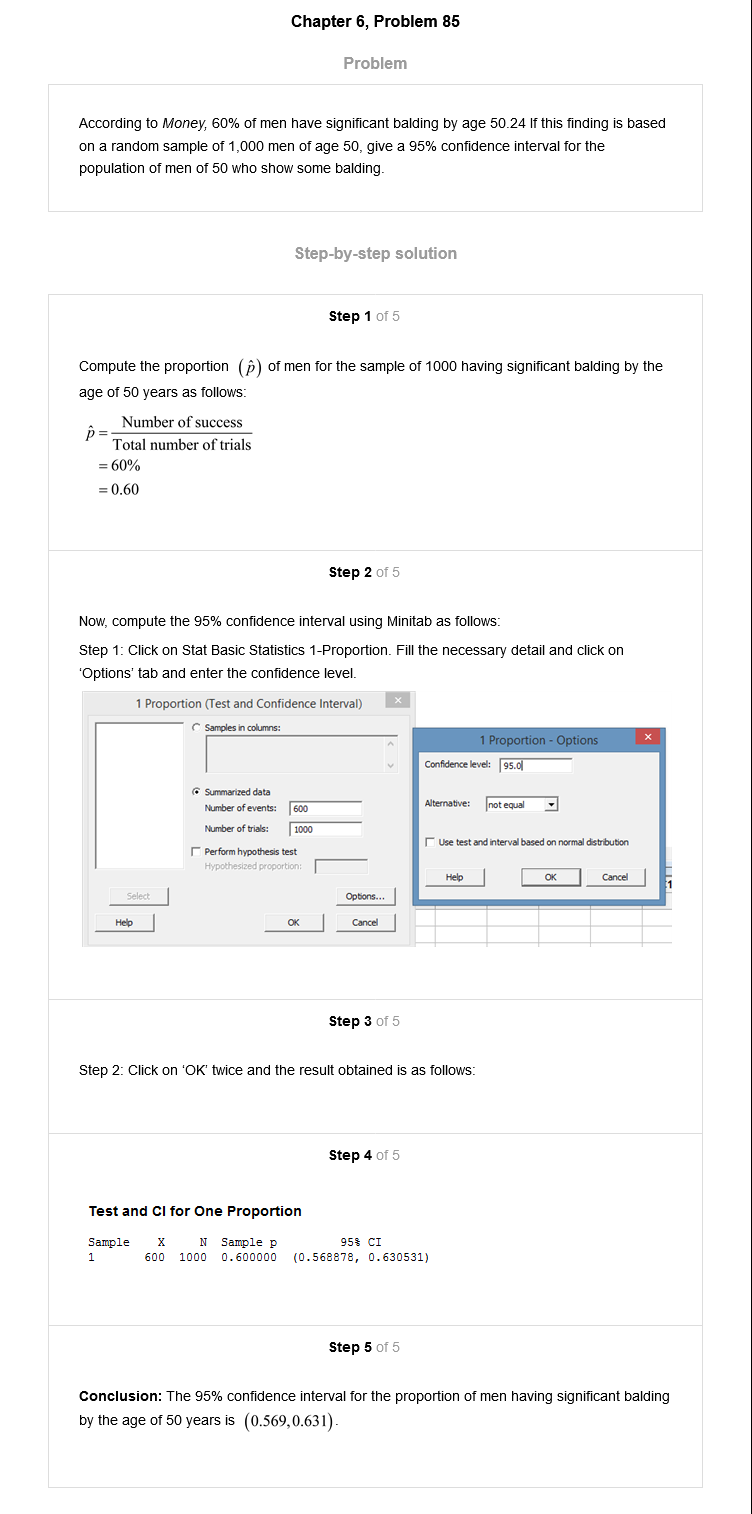 Chapter 6, Problem 85
Problem
According to Money, 60% of men have significant balding by age 50.24 If this finding is based
on a random sample of 1,000 men of age 50, give a 95% confidence interval for the
population of men of 50 who show some balding.
Step-by-step solution
Step 1 of 5
Compute the proportion (p̂) of men for the sample of 1000 having significant balding by the
age of 50 years as follows:
p̂ = Number of success / Total number of trials
= 60%
= 0.60
Step 2 of 5
Now, compute the 95% confidence interval using Minitab as follows:
Step 1: Click on Stat Basic Statistics 1-Proportion. Fill the necessary detail and click on
‘Options’ tab and enter the confidence level.
1 Proportion (Test and Confidence Interval)
Samples in columns:
Summarized data
Number of events: 600
Number of trials: 1000
Perform hypothesis test
Hypothesized proportion:
Select
Options...
Help
OK
Cancel
1 Proportion - Options
Confidence level: 95.0
Alternative: not equal
Use test and interval based on normal distribution
Help
OK
Cancel
Step 3 of 5
Step 2: Click on ‘OK’ twice and the result obtained is as follows:
Step 4 of 5
Test and CI for One Proportion
Sample X N Sample p 95% CI
1 600 1000 0.600000 (0.568878, 0.630531)
Step 5 of 5
Conclusion: The 95% confidence interval for the proportion of men having significant balding
by the age of 50 years is (0.569,0.631).